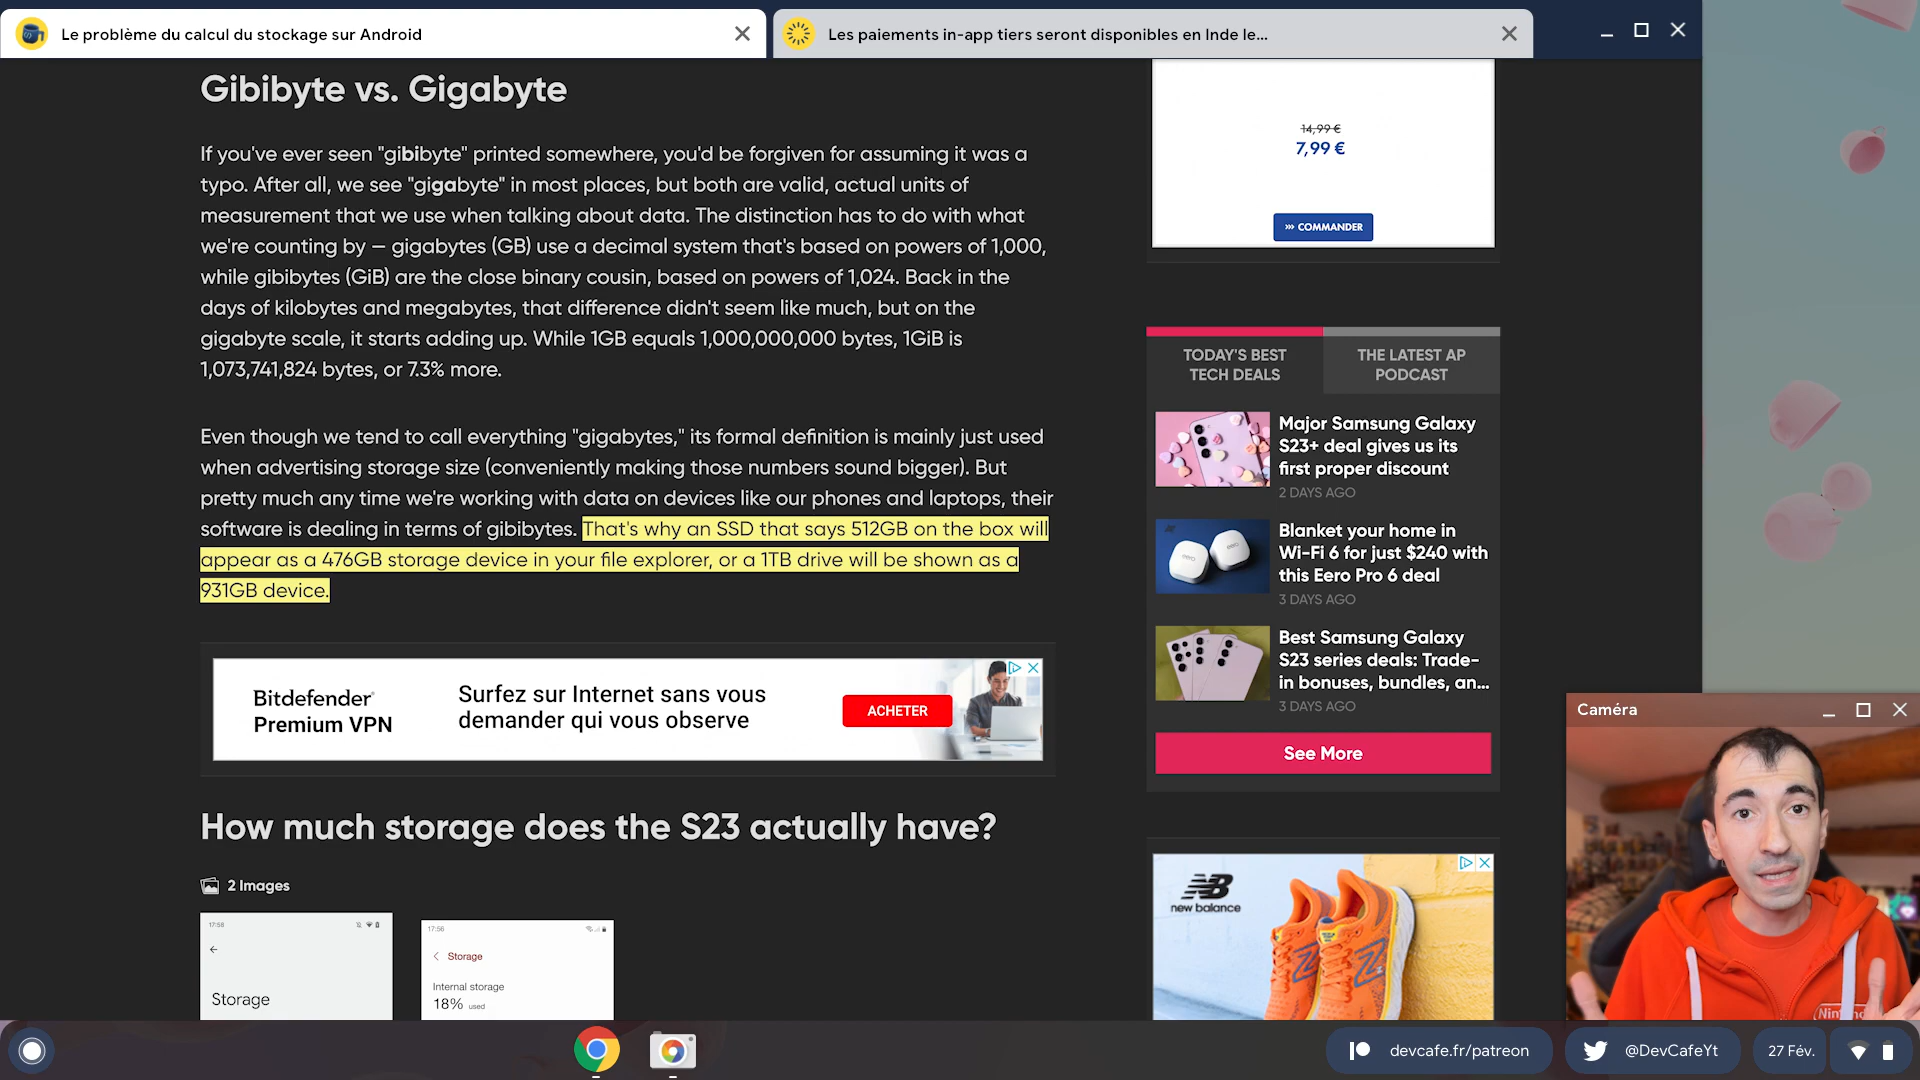 Le problème du calcul du stockage sur Android
Les paiements in-app tiers seront disponibles en Inde le...
Gibibyte vs. Gigabyte
If you've ever seen "gibibyte" printed somewhere, you'd be forgiven for assuming it was a
typo. After all, we see "gigabyte" in most places, but both are valid, actual units of
measurement that we use when talking about data. The distinction has to do with what
we're counting by — gigabytes (GB) use a decimal system that's based on powers of 1,000,
while gibibytes (GiB) are the close binary cousin, based on powers of 1,024. Back in the
days of kilobytes and megabytes, that difference didn't seem like much, but on the
gigabyte scale, it starts adding up. While 1GB equals 1,000,000,000 bytes, 1GiB is
1,073,741,824 bytes, or 7.3% more.
Even though we tend to call everything "gigabytes," its formal definition is mainly just used
when advertising storage size (conveniently making those numbers sound bigger). But
pretty much any time we're working with data on devices like our phones and laptops, their
software is dealing in terms of gibibytes. That's why an SSD that says 512GB on the box will
appear as a 476GB storage device in your file explorer, or a 1TB drive will be shown as a
931GB device.
Bitdefender
Premium VPN
Surfez sur Internet sans vous
demander qui vous observe
ACHETER
How much storage does the S23 actually have?
2 Images
17:58
Storage
17:56
Storage
Internal storage
18% used
14,99 €
7,99 €
››› COMMANDER
TODAY'S BEST
TECH DEALS
THE LATEST AP
PODCAST
Major Samsung Galaxy
S23+ deal gives us its
first proper discount
2 DAYS AGO
Blanket your home in
Wi-Fi 6 for just $240 with
this Eero Pro 6 deal
3 DAYS AGO
Best Samsung Galaxy
S23 series deals: Trade-
in bonuses, bundles, an...
3 DAYS AGO
See More
new balance
Caméra
devcafe.fr/patreon
@DevCafeYt
27 Fév.